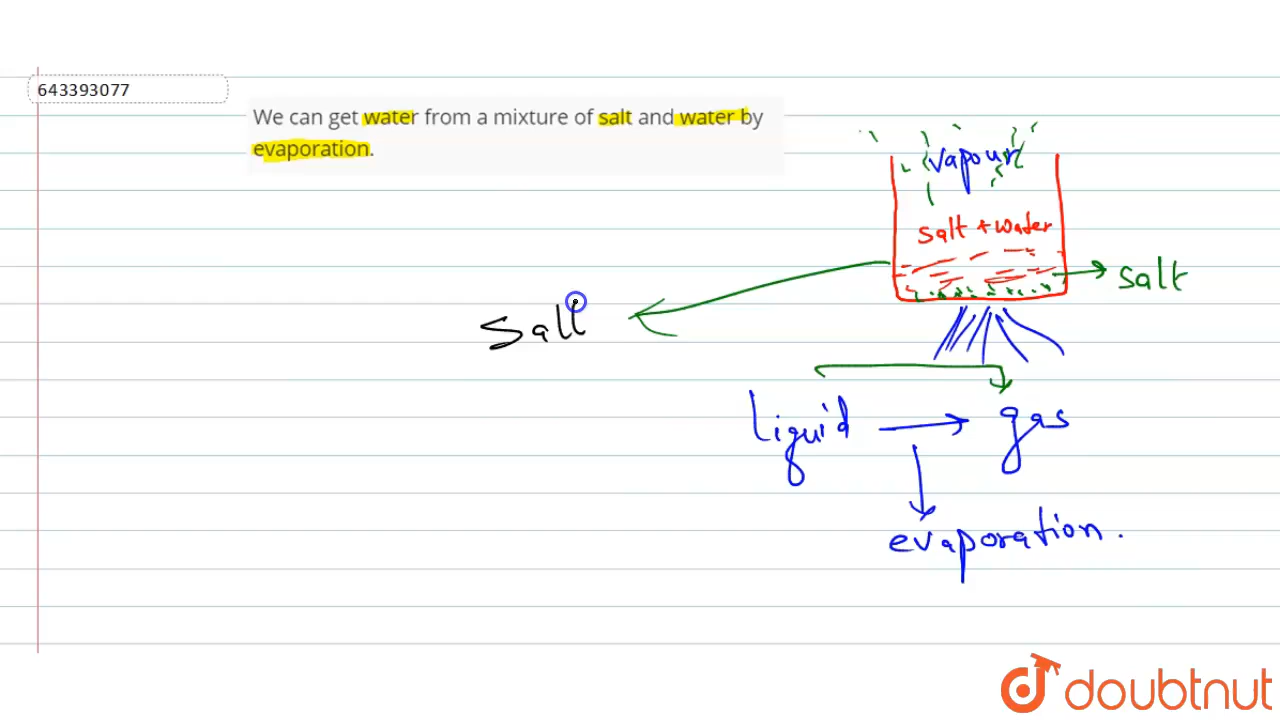 643393077
We can get water from a mixture of salt and water by
evaporation.
vapour
salt + water
salt
Salt
Liquid → gas
evaporation.
doubtnut